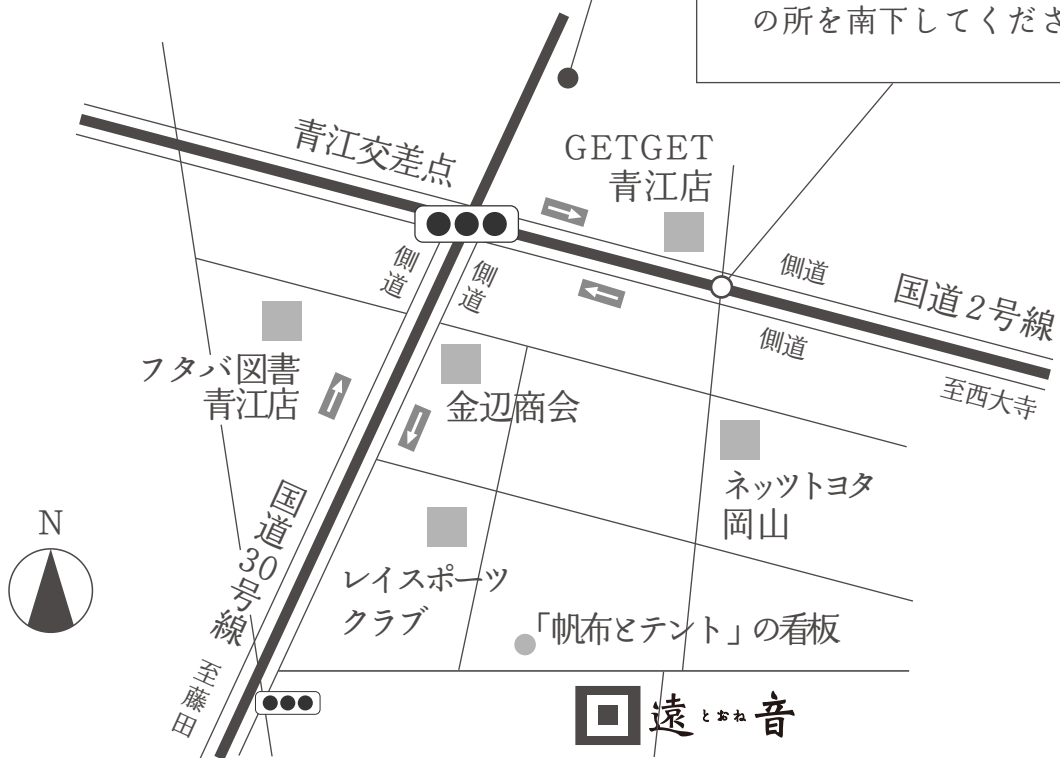 の所を南下してくださ
青江交差点
GETGET
青江店
側道
側道
側道
国道2号線
側道
至西大寺
フタバ図書
青江店
金辺商会
ネッツトヨタ
岡山
国道30号線
N
レイスポーツ
クラブ
「帆布とテント」の看板
至藤田
遠とおね音